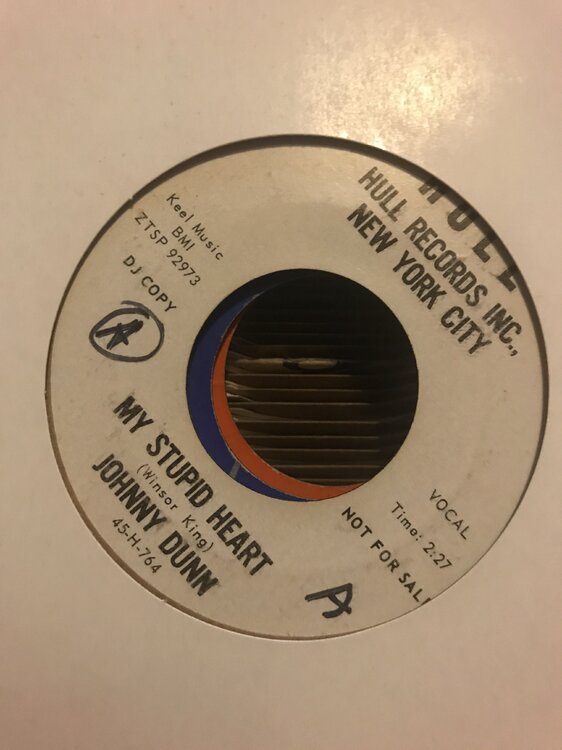 HULL
HULL RECORDS INC.,
NEW YORK CITY
Keel Music
BMI
ZTSP 92973
DJ COPY
A
VOCAL
Time: 2:27
NOT FOR SAL
MY STUPID HEART
(Winsor King)
JOHNNY DUNN
45-H-764
A